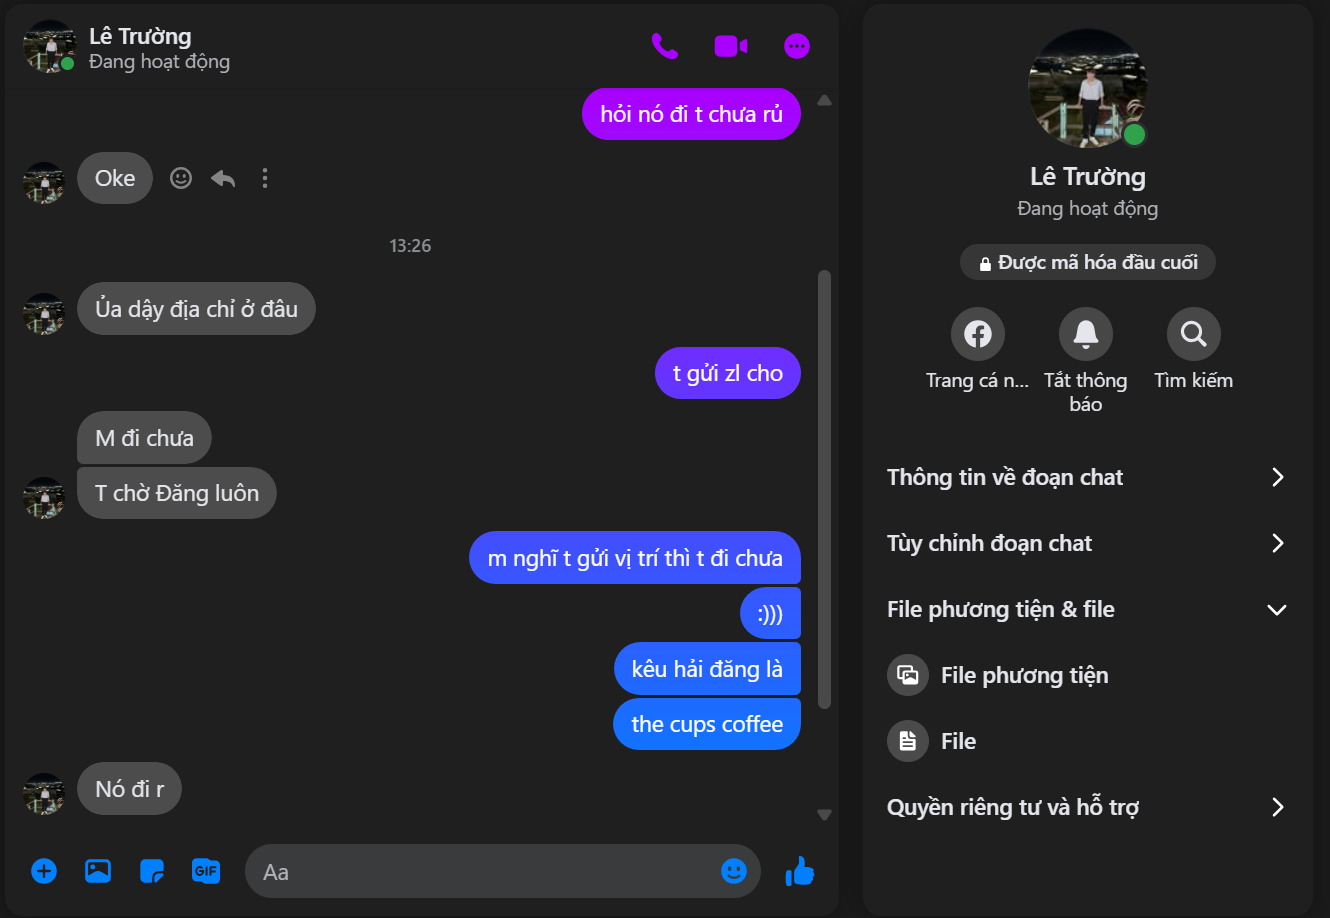 Lê Trường
Đang hoạt động
hỏi nó đi t chưa rủ
Oke
13:26
Ủa dậy địa chỉ ở đâu
t gửi zl cho
M đi chưa
T chờ Đăng luôn
m nghĩ t gửi vị trí thì t đi chưa
:)))
kêu hải đăng là
the cups coffee
Nó đi r
GIF
Aa
Lê Trường
Đang hoạt động
Được mã hóa đầu cuối
Trang cá n...
Tắt thông
báo
Tìm kiếm
Thông tin về đoạn chat
Tùy chỉnh đoạn chat
File phương tiện & file
File phương tiện
File
Quyền riêng tư và hỗ trợ